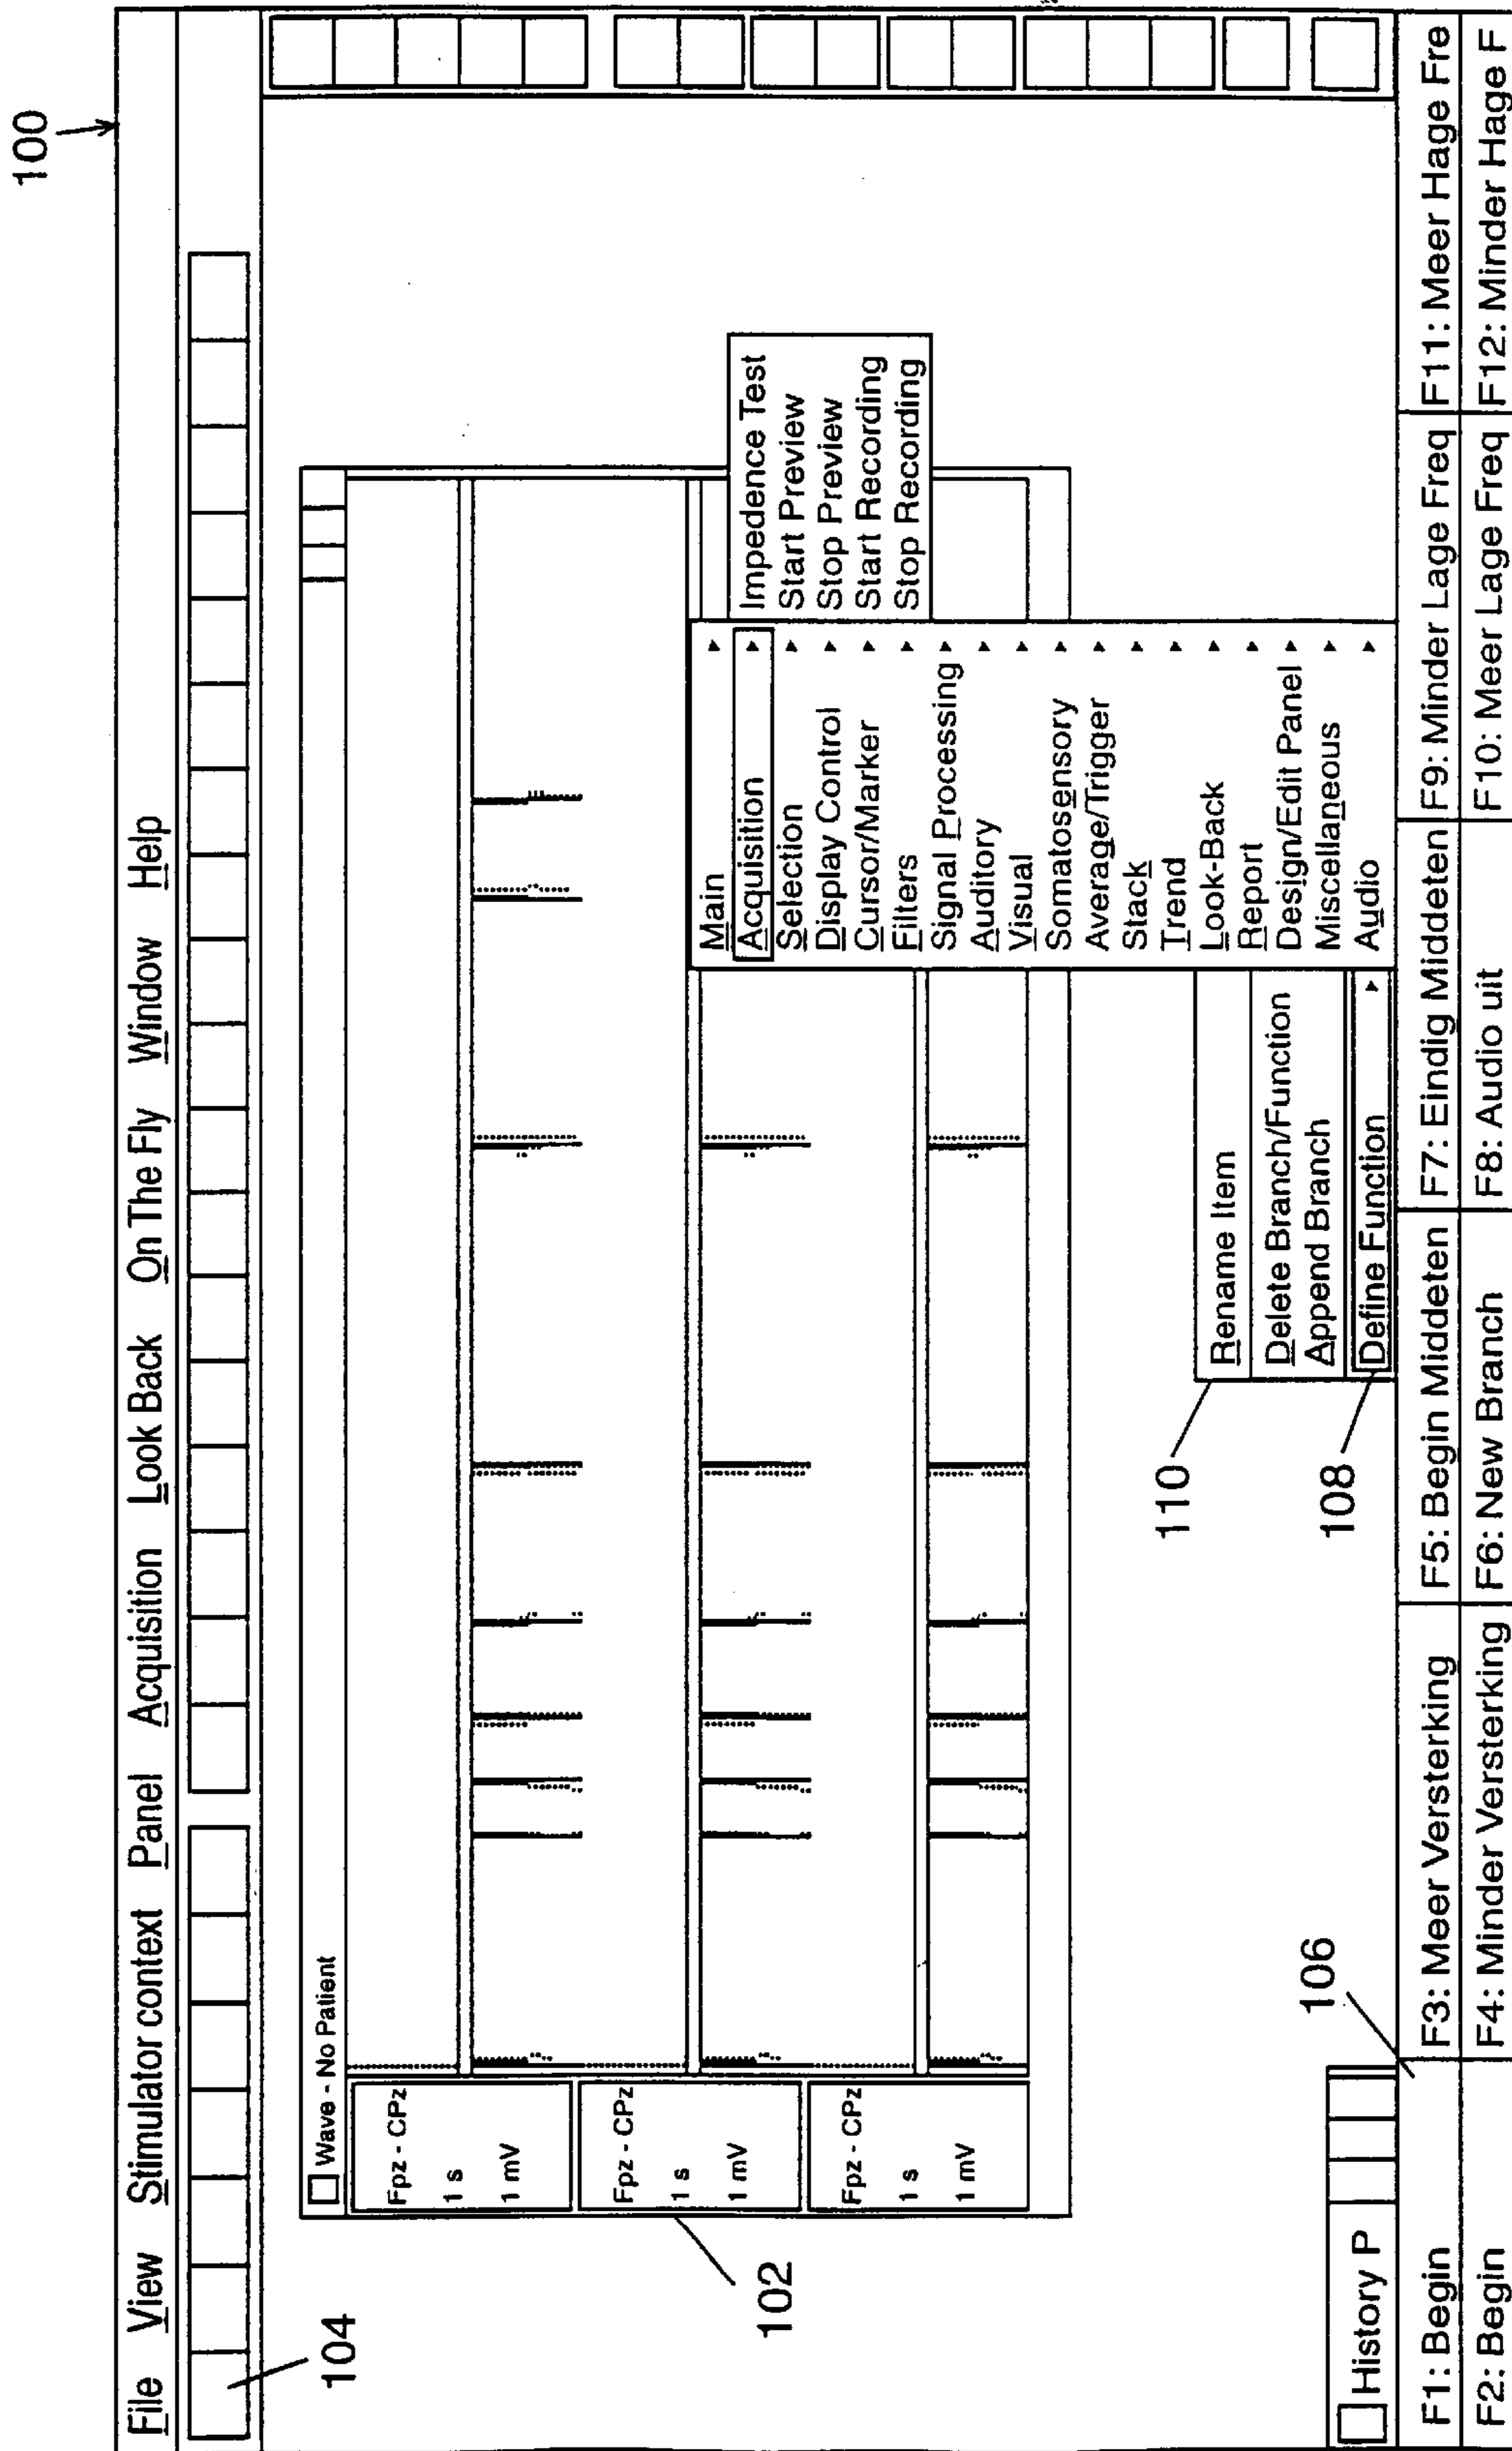 100
File View Stimulator context Panel Acquisition Look Back On The Fly Window Help
104
Wave - No Patient
Fpz - CPz
1 s
1 mV
Fpz - CPz
1 s
1 mV
Fpz - CPz
1 s
1 mV
102
Main
Acquisition
Selection
Display Control
Cursor/Marker
Filters
Signal Processing
Auditory
Visual
Somatosensory
Average/Trigger
Stack
Trend
Look-Back
Report
Design/Edit Panel
Miscellaneous
Audio
Impedence Test
Start Preview
Stop Preview
Start Recording
Stop Recording
110
Rename Item
Delete Branch/Function
Append Branch
Define Function
108
History P
106
F1: Begin F3: Meer Versterking F5: Begin Middeten F7: Eindig Middeten F9: Minder Lage Freq F11: Meer Hage Fre
F2: Begin F4: Minder Versterking F6: New Branch F8: Audio uit F10: Meer Lage Freq F12: Minder Hage F